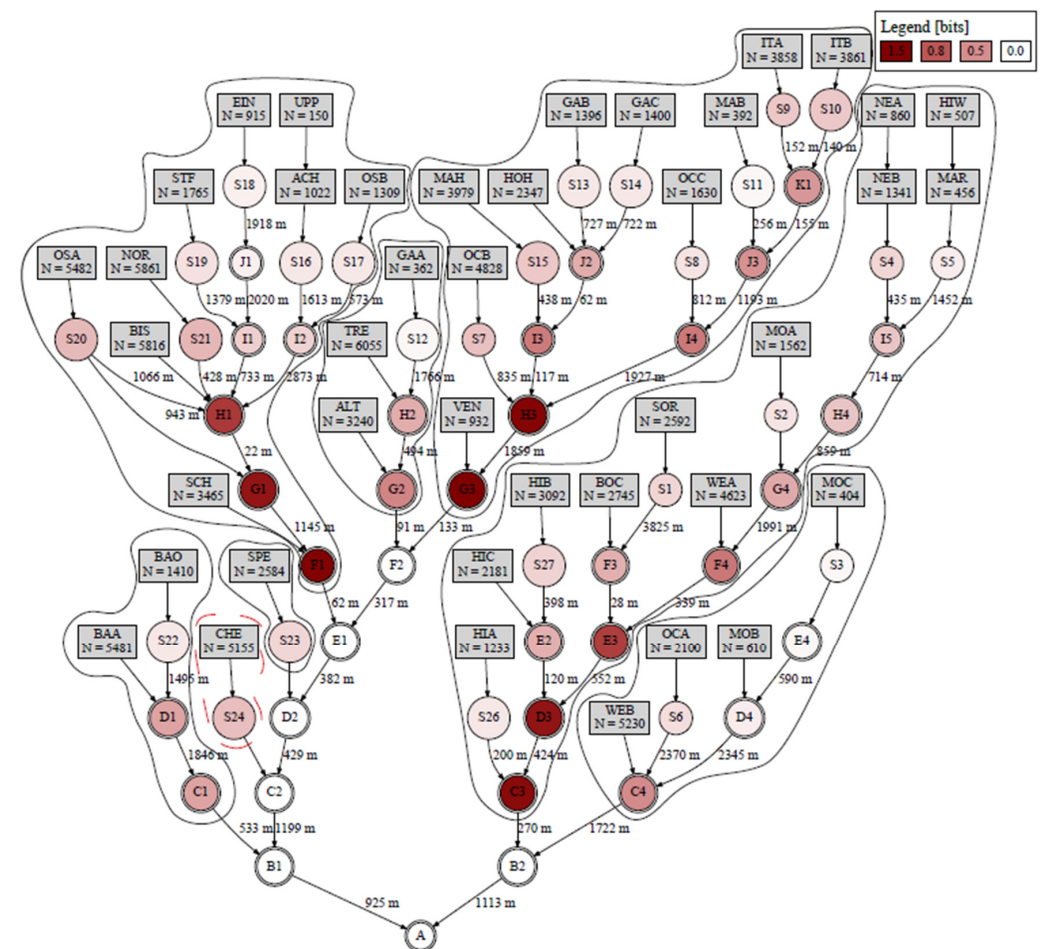 Legend [bits]
1.5 0.8 0.5 0.0
ITA ITB
N = 3858 N = 3861
EIN UPP GAB GAC MAB NEA HIW
N = 915 N = 150 N = 1396 N = 1400 N = 392 N = 860 N = 507
S9 S10
152 m 140 m
STF ACH OSB MAH HOH OCC NEB MAR
N = 1765 N = 1022 N = 1309 N = 3979 N = 2347 N = 1630 N = 1341 N = 456
S18 S13 S14 S11 K1
1918 m 727 m 722 m 256 m 155 m
OSA NOR GAA OCB
N = 5482 N = 5861 N = 362 N = 4828
S19 J1 S16 S17 S15 J2 S8 J3 S4 S5
1379 m 2020 m 1613 m 573 m 438 m 62 m 812 m 1193 m 435 m 1452 m
BIS TRE MOA
N = 5816 N = 6055 N = 1562
S20 S21 I1 I2 S12 S7 I3 I4 I5
1066 m 428 m 733 m 2873 m 1766 m 835 m 117 m 1927 m 714 m
ALT VEN SOR
N = 3240 N = 932 N = 2592
943 m H1 H2 H3 S2 H4
22 m 494 m 1859 m 859 m
SCH HIB BOC WEA MOC
N = 3465 N = 3092 N = 2745 N = 4623 N = 404
G1 G2 G3 S1 G4
1145 m 91 m 133 m 3825 m 1991 m
BAO SPE HIC
N = 1410 N = 2584 N = 2181
F1 F2 S27 F3 F4 S3
62 m 317 m 398 m 28 m 339 m
BAA CHE HIA OCA MOB
N = 5481 N = 5155 N = 1233 N = 2100 N = 610
S22 S23 E1 E2 E3 E4
1495 m 382 m 120 m 552 m 590 m
WEB
N = 5230
D1 S24 D2 S26 D3 S6 D4
1846 m 429 m 200 m 424 m 2370 m 2345 m
C1 C2 C3 C4
533 m 1199 m 270 m 1722 m
B1 B2
925 m 1113 m
A